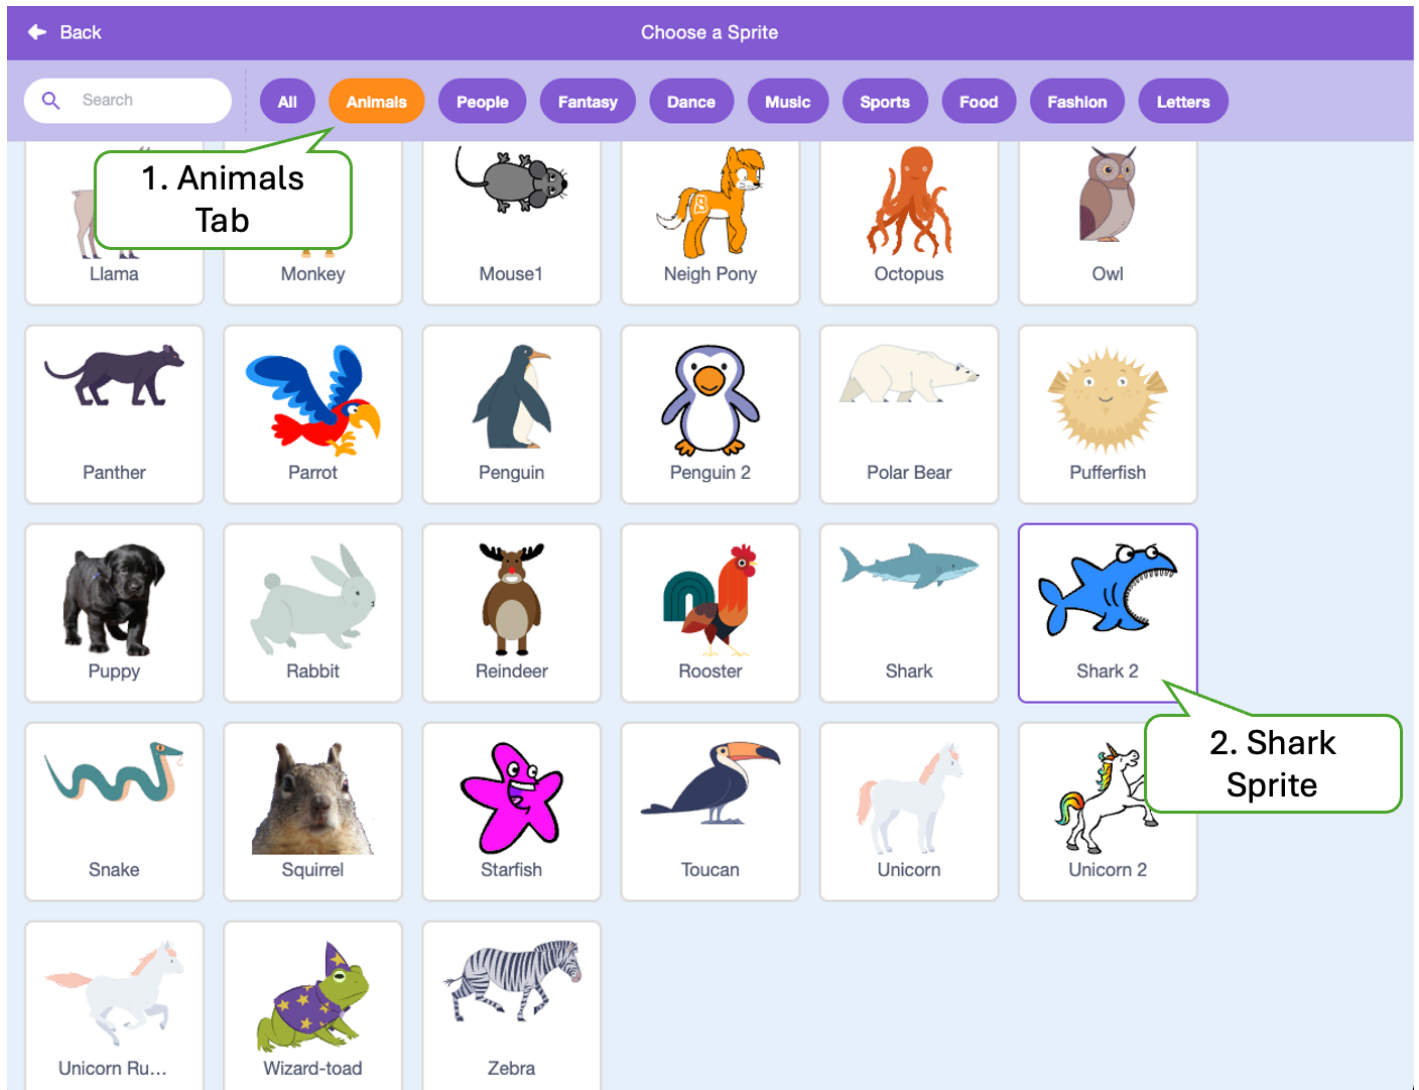 Back
Choose a Sprite
Search
All
Animals
People
Fantasy
Dance
Music
Sports
Food
Fashion
Letters
1. Animals
Tab
Llama
Monkey
Mouse1
Neigh Pony
Octopus
Owl
Panther
Parrot
Penguin
Penguin 2
Polar Bear
Pufferfish
Puppy
Rabbit
Reindeer
Rooster
Shark
Shark 2
2. Shark
Sprite
Snake
Squirrel
Starfish
Toucan
Unicorn
Unicorn 2
Unicorn Ru...
Wizard-toad
Zebra